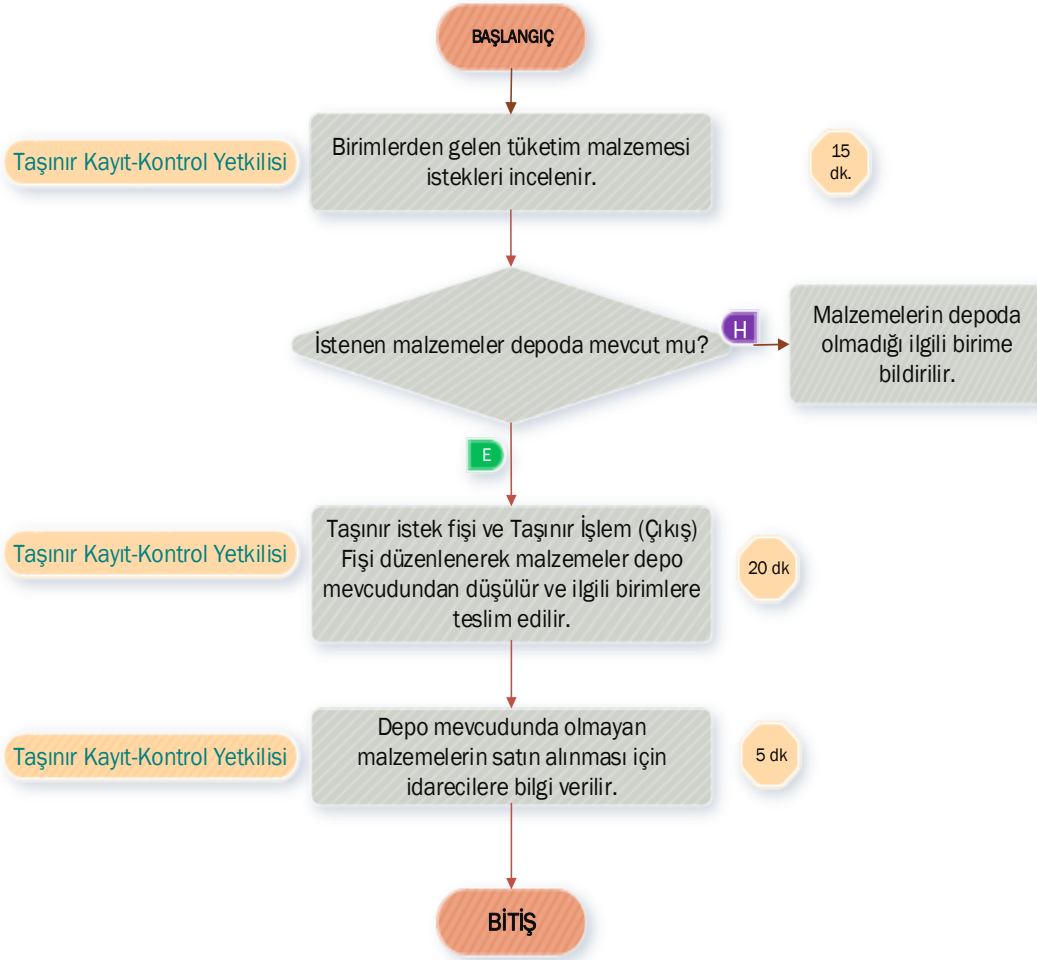 BAŞLANGIÇ
Taşınır Kayıt-Kontrol Yetkilisi
Birimlerden gelen tüketim malzemesi
istekleri incelenir.
15
dk.
İstenen malzemeler depoda mevcut mu?
H
Malzemelerin depoda
olmadığı ilgili birime
bildirilir.
E
Taşınır Kayıt-Kontrol Yetkilisi
Taşınır istek fişi ve Taşınır İşlem (Çıkış)
Fişi düzenlenerek malzemeler depo
mevcudundan düşülür ve ilgili birimlere
teslim edilir.
20 dk
Taşınır Kayıt-Kontrol Yetkilisi
Depo mevcudunda olmayan
malzemelerin satın alınması için
idarecilere bilgi verilir.
5 dk
BİTİŞ